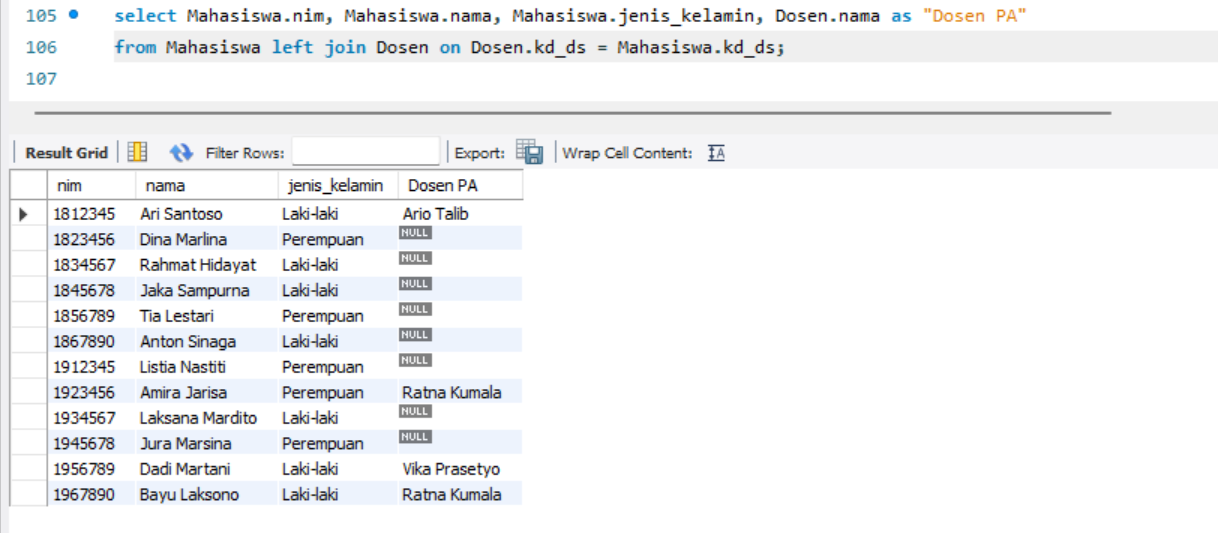 105 select Mahasiswa.nim, Mahasiswa.nama, Mahasiswa.jenis_kelamin, Dosen.nama as "Dosen PA"
106 from Mahasiswa left join Dosen on Dosen.kd_ds = Mahasiswa.kd_ds;
107
Result Grid Filter Rows: Export: Wrap Cell Content: IA
nim nama jenis_kelamin Dosen PA
1812345 Ari Santoso Laki-laki Ario Talib
1823456 Dina Marlina Perempuan NULL
1834567 Rahmat Hidayat Laki-laki NULL
1845678 Jaka Sampurna Laki-laki NULL
1856789 Tia Lestari Perempuan NULL
1867890 Anton Sinaga Laki-laki NULL
1912345 Listia Nastiti Perempuan NULL
1923456 Amira Jarisa Perempuan Ratna Kumala
1934567 Laksana Mardito Laki-laki NULL
1945678 Jura Marsina Perempuan NULL
1956789 Dadi Martani Laki-laki Vika Prasetyo
1967890 Bayu Laksono Laki-laki Ratna Kumala